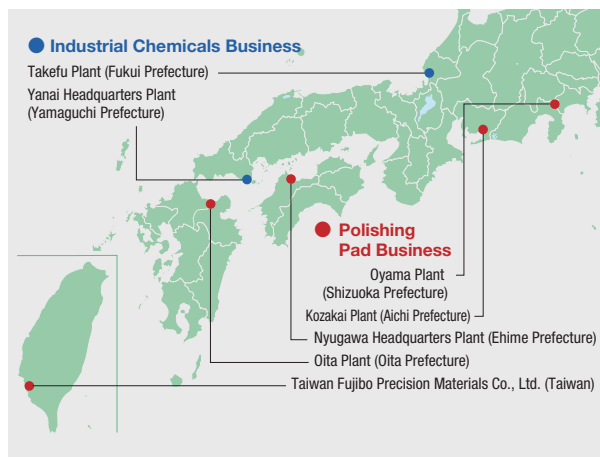 Industrial Chemicals Business
Takefu Plant (Fukui Prefecture)
Yanai Headquarters Plant
(Yamaguchi Prefecture)
Polishing
Pad Business
Oyama Plant
(Shizuoka Prefecture)
Kozakai Plant (Aichi Prefecture)
Nyugawa Headquarters Plant (Ehime Prefecture)
Oita Plant (Oita Prefecture)
Taiwan Fujibo Precision Materials Co., Ltd. (Taiwan)